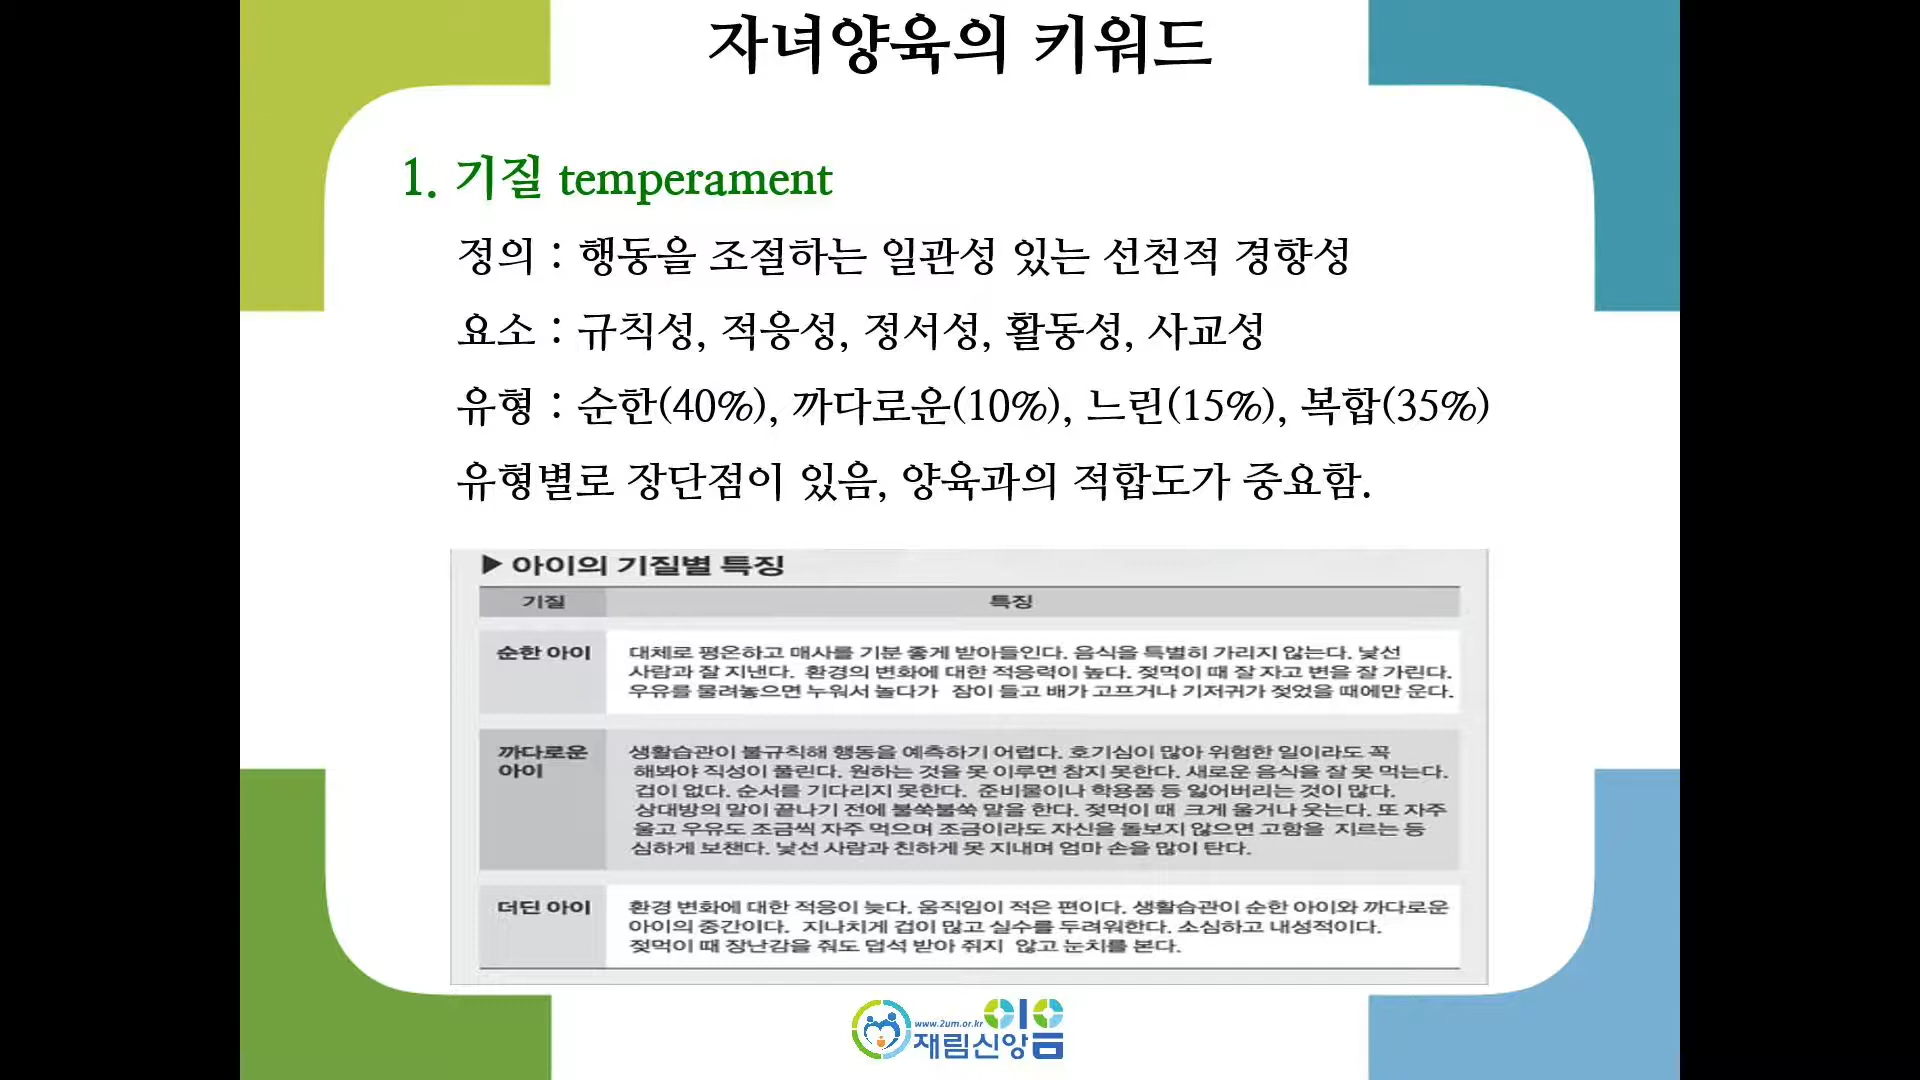 자녀양육의 키워드
1. 기질 temperament
정의 : 행동을 조절하는 일관성 있는 선천적 경향성
요소 : 규칙성, 적응성, 정서성, 활동성, 사교성
유형 : 순한(40%), 까다로운(10%), 느린(15%), 복합(35%)
유형별로 장단점이 있음, 양육과의 적합도가 중요함.
▶ 아이의 기질별 특징
기질 특징
순한 아이 대체로 평온하고 매사를 기분 좋게 받아들인다. 음식을 특별히 가리지 않는다. 낯선
사람과 잘 지낸다. 환경의 변화에 대한 적응력이 높다. 젖먹이 때 잘 자고 변을 잘 가린다.
우유를 물려놓으면 누워서 놀다가 잠이 들고 배가 고프거나 기저귀가 젖었을 때에만 운다.
까다로운 생활습관이 불규칙해 행동을 예측하기 어렵다. 호기심이 많아 위험한 일이라도 꼭
아이 해봐야 직성이 풀린다. 원하는 것을 못 이루면 참지 못한다. 새로운 음식을 잘 못 먹는다.
겁이 없다. 순서를 기다리지 못한다. 준비물이나 학용품 등 잃어버리는 것이 많다.
상대방의 말이 끝나기 전에 불쑥불쑥 말을 한다. 젖먹이 때 크게 울거나 웃는다. 또 자주
울고 우유도 조금씩 자주 먹으며 조금이라도 자신을 돌보지 않으면 고함을 지르는 등
심하게 보챈다. 낯선 사람과 친하게 못 지내며 엄마 손을 많이 탄다.
더딘 아이 환경 변화에 대한 적응이 늦다. 움직임이 적은 편이다. 생활습관이 순한 아이와 까다로운
아이의 중간이다. 지나치게 겁이 많고 실수를 두려워한다. 소심하고 내성적이다.
젖먹이 때 장난감을 줘도 덥석 받아 쥐지 않고 눈치를 본다.
www.2um.or.kr 이음
재림신앙